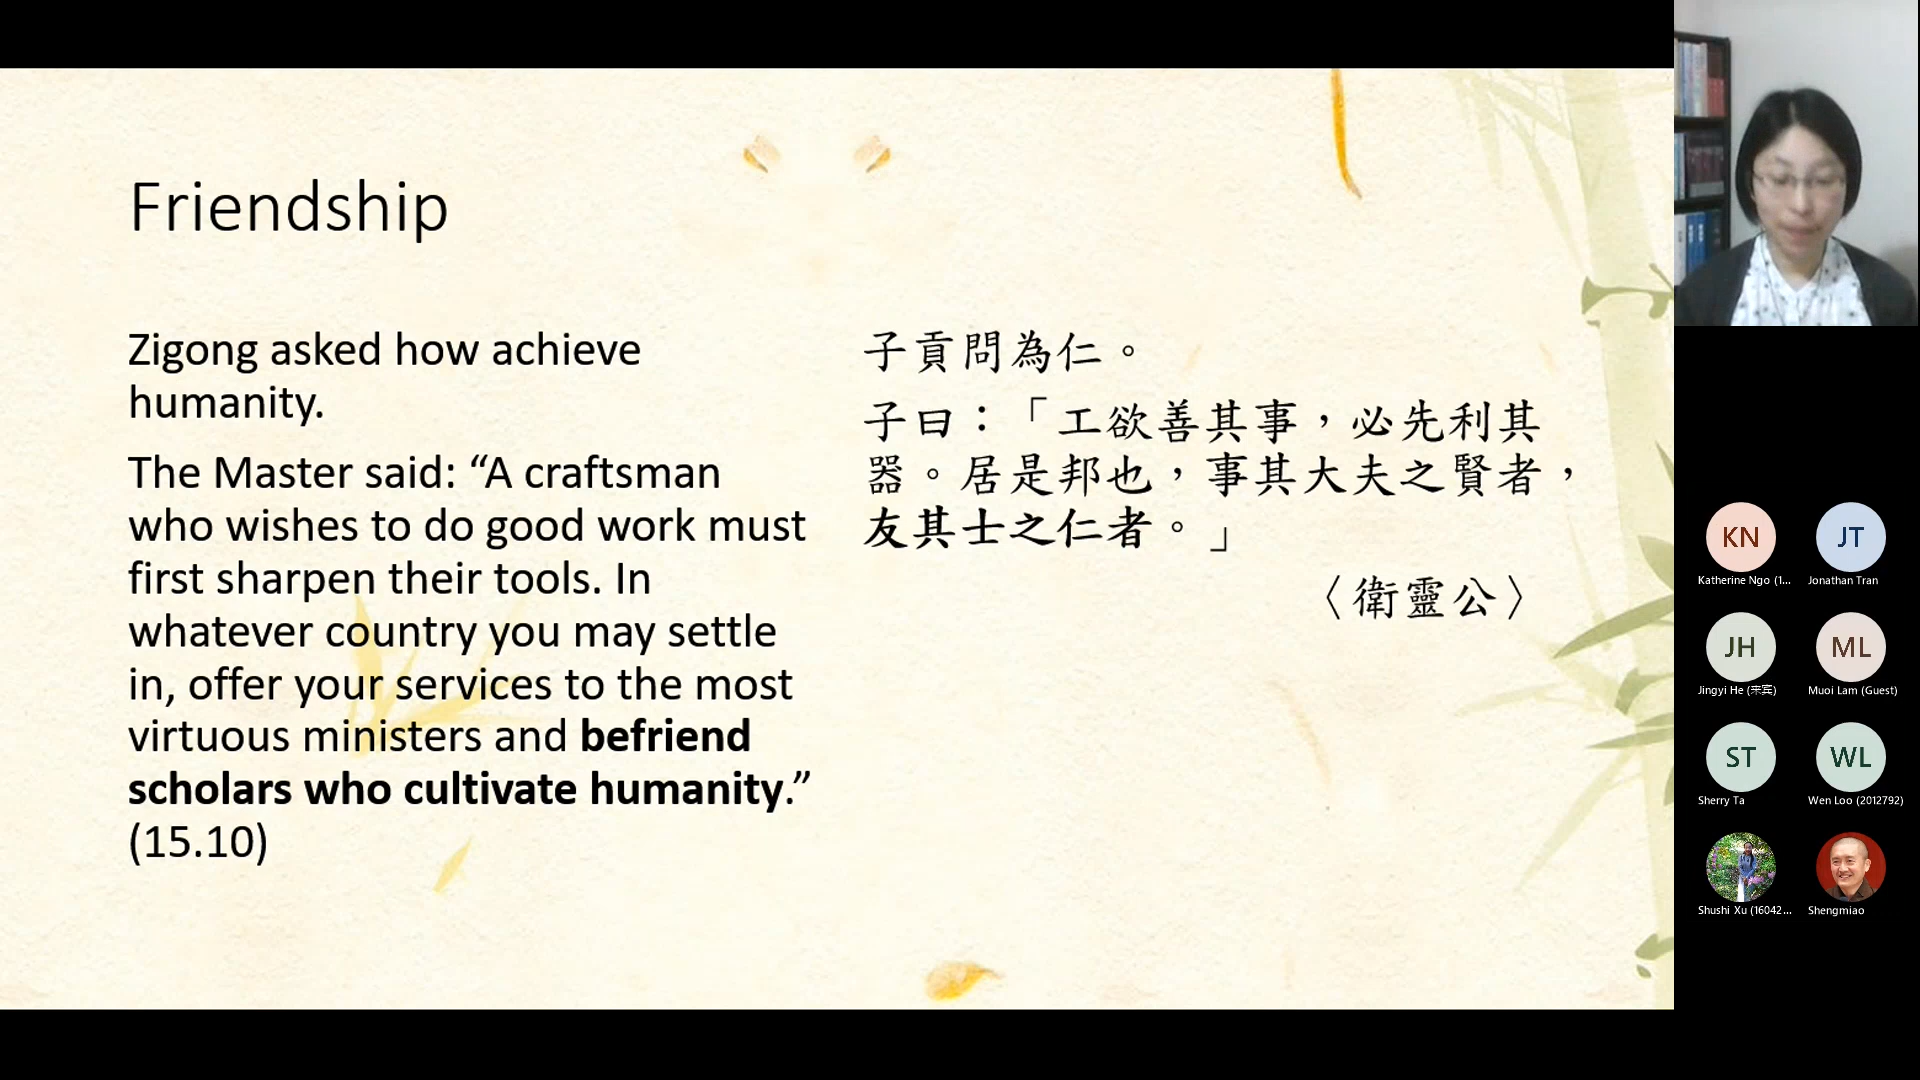 Friendship
Zigong asked how achieve
humanity.
The Master said: “A craftsman
who wishes to do good work must
first sharpen their tools. In
whatever country you may settle
in, offer your services to the most
virtuous ministers and befriend
scholars who cultivate humanity.”
(15.10)
子貢問為仁。
子曰：「工欲善其事，必先利其
器。居是邦也，事其大夫之賢者，
友其士之仁者。」
〈衛靈公〉
KN
Katherine Ngo (1...
JT
Jonathan Tran
JH
Jingyi He (来宾)
ML
Muoi Lam (Guest)
ST
Sherry Ta
WL
Wen Loo (2012792)
Shushi Xu (16042...
Shengmiao